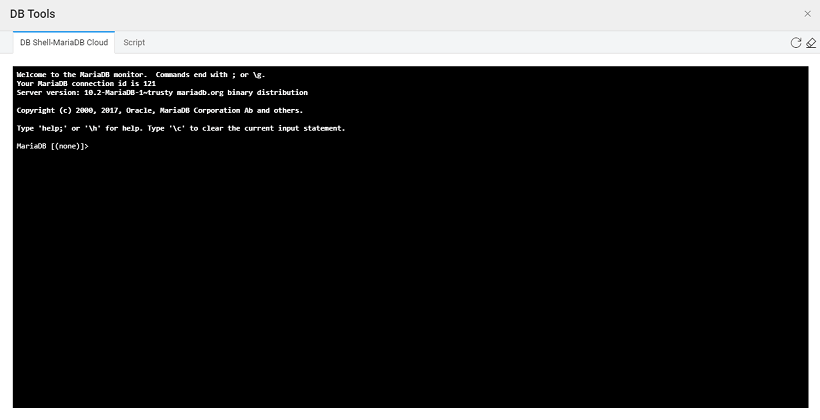 DB Tools
DB Shell-MariaDB Cloud
Script
Welcome to the MariaDB monitor.  Commands end with ; or \g.
Your MariaDB connection id is 121
Server version: 10.2-MariaDB-1~trusty mariadb.org binary distribution
Copyright (c) 2000, 2017, Oracle, MariaDB Corporation Ab and others.
Type 'help;' or '\h' for help. Type '\c' to clear the current input statement.
MariaDB [(none)]>